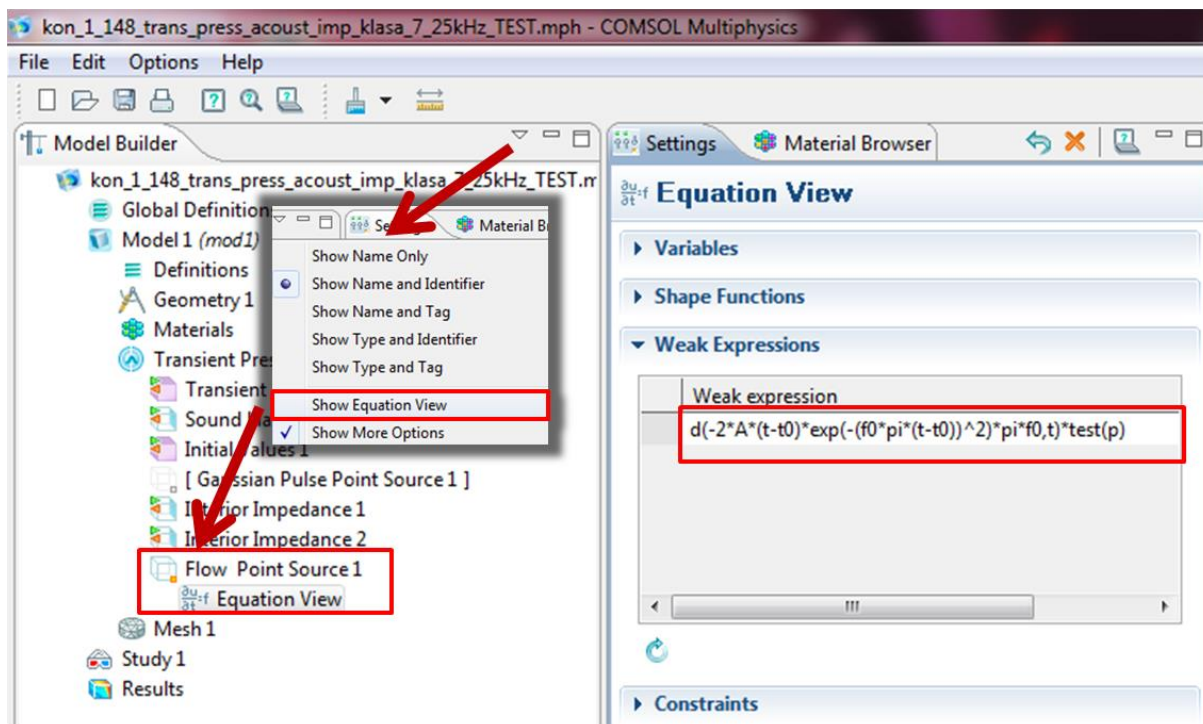 kon_1_148_trans_press_acoust_imp_klasa_7_25kHz_TEST.mph - COMSOL Multiphysics
File Edit Options Help
Model Builder
kon_1_148_trans_press_acoust_imp_klasa_7_25kHz_TEST.m
Global Definition
Model 1 (mod1)
Definitions
Geometry 1
Materials
Transient Pre
Transient
Sound Ha
Initial Values 1
[ Gaussian Pulse Point Source 1 ]
Interior Impedance 1
Interior Impedance 2
Flow Point Source 1
∂u/∂t=f Equation View
Mesh 1
Study 1
Results
Material B
Show Name Only
Show Name and Identifier
Show Name and Tag
Show Type and Identifier
Show Type and Tag
Show Equation View
Show More Options
Settings Material Browser
∂u/∂t=f Equation View
Variables
Shape Functions
Weak Expressions
Weak expression
d(-2*A*(t-t0)*exp(-(f0*pi*(t-t0))^2)*pi*f0,t)*test(p)
Constraints